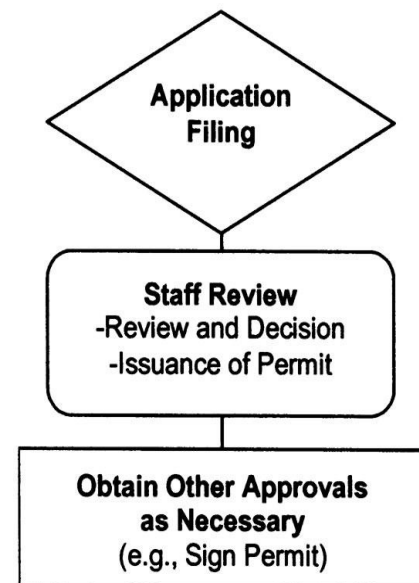 Application
Filing
Staff Review
-Review and Decision
-Issuance of Permit
Obtain Other Approvals
as Necessary
(e.g., Sign Permit)